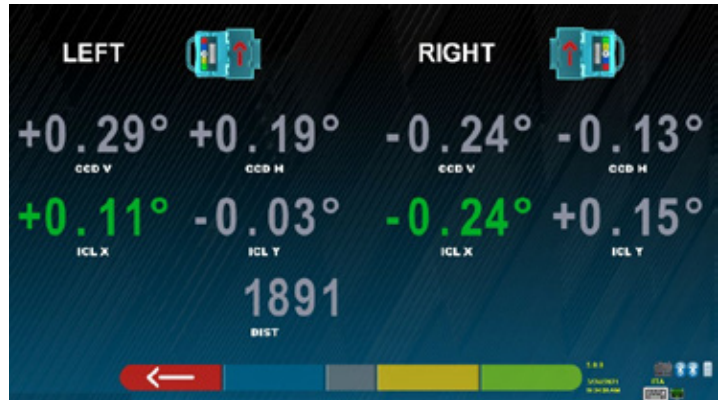 LEFT RIGHT
+0.29° +0.19° -0.24° -0.13°
CCD V CCD H CCD V CCD H
+0.11° -0.03° -0.24° +0.15°
ICL X ICL Y ICL X ICL Y
1891
DIST
ITA